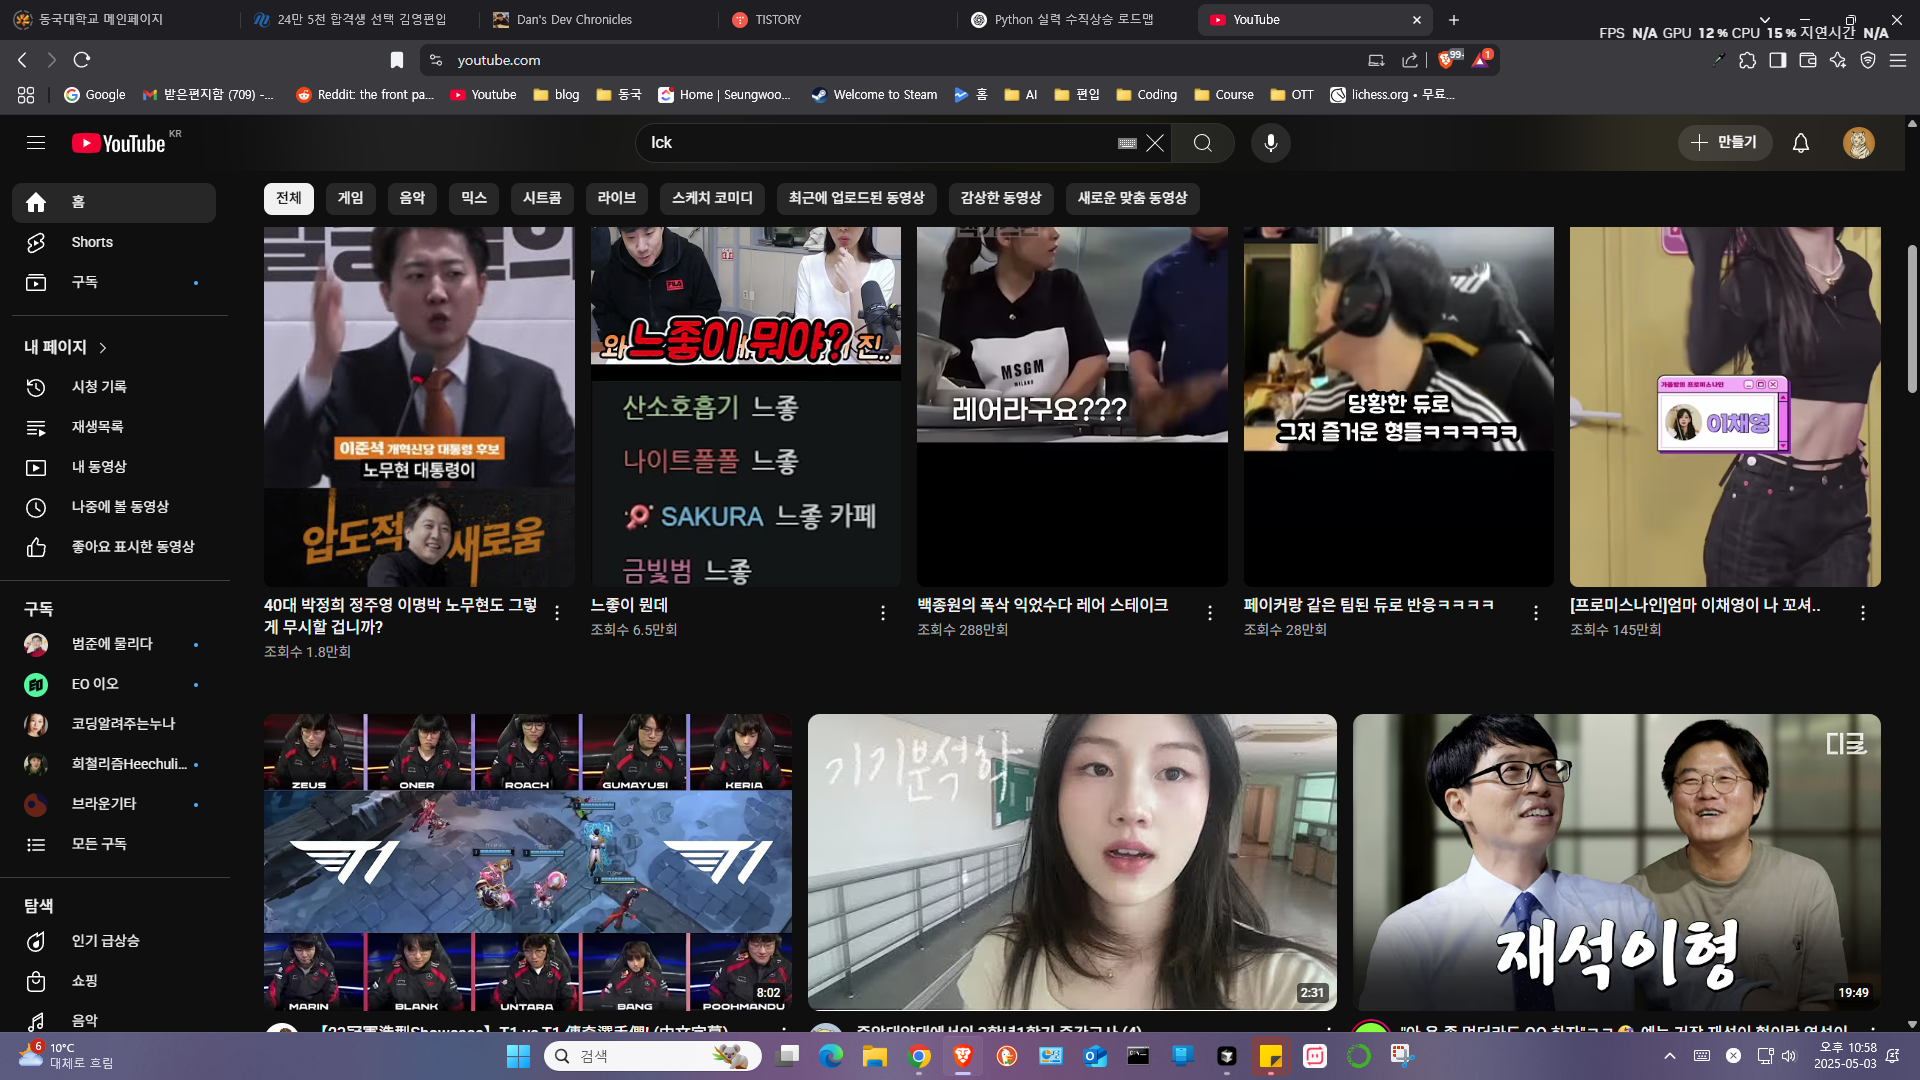 동국대학교 메인페이지
24만 5천 합격생 선택 김영편입
Dan's Dev Chronicles
TISTORY
Python 실력 수직상승 로드맵
YouTube
FPS N/A GPU 12 % CPU 15 % 지연시간 N/A
youtube.com
99+
1
Google
받은편지함 (709) -...
Reddit: the front pa...
Youtube
blog
동국
Home | Seungwoo...
Welcome to Steam
홈
AI
편입
Coding
Course
OTT
lichess.org • 무료...
YouTube KR
lck
만들기
홈
Shorts
구독
내 페이지
시청 기록
재생목록
내 동영상
나중에 볼 동영상
좋아요 표시한 동영상
구독
범준에 물리다
EO 이오
코딩알려주는누나
희철리즘Heechuli...
브라운기타
모든 구독
탐색
인기 급상승
쇼핑
음악
전체
게임
음악
믹스
시트콤
라이브
스케치 코미디
최근에 업로드된 동영상
감상한 동영상
새로운 맞춤 동영상
이준석 개혁신당 대통령 후보
노무현 대통령이
압도적 새로움
40대 박정희 정주영 이명박 노무현도 그렇
게 무시할 겁니까?
조회수 1.8만회
FILA
와 느좋이 뭐야? 진..
산소호흡기 느좋
나이트폴폴 느좋
SAKURA 느좋 카페
금빛범 느좋
느좋이 뭔데
조회수 6.5만회
MSGM
MILANO
레어라구요???
백종원의 폭삭 익었수다 레어 스테이크
조회수 288만회
당황한 듀로
그저 즐거운 형들ㅋㅋㅋㅋㅋ
페이커랑 같은 팀된 듀로 반응ㅋㅋㅋㅋ
조회수 28만회
이채영
[프로미스나인]엄마 이채영이 나 꼬셔..
조회수 145만회
ZEUS
ONER
ROACH
GUMAYUSI
KERIA
T1
T1
MARIN
BLANK
UNTARA
BANG
POOHMANDU
8:02
기기분석학
2:31
디글
재석이형
19:49
6
10°C
대체로 흐림
검색
오후 10:58
2025-05-03